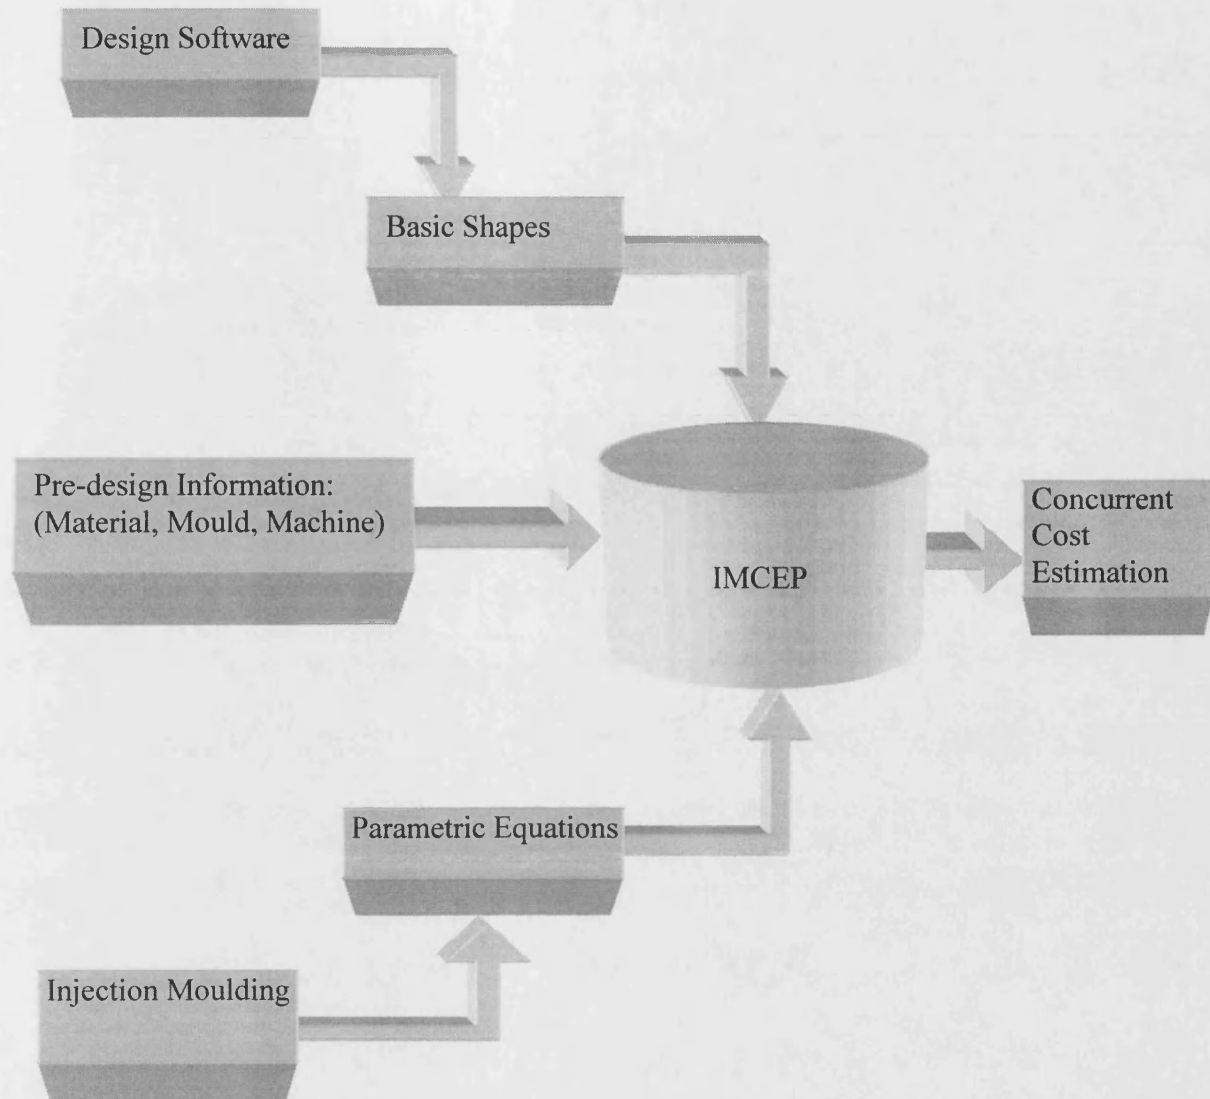 Design Software
Basic Shapes
Pre-design Information:
(Material, Mould, Machine)
IMCEP
Concurrent
Cost
Estimation
Parametric Equations
Injection Moulding